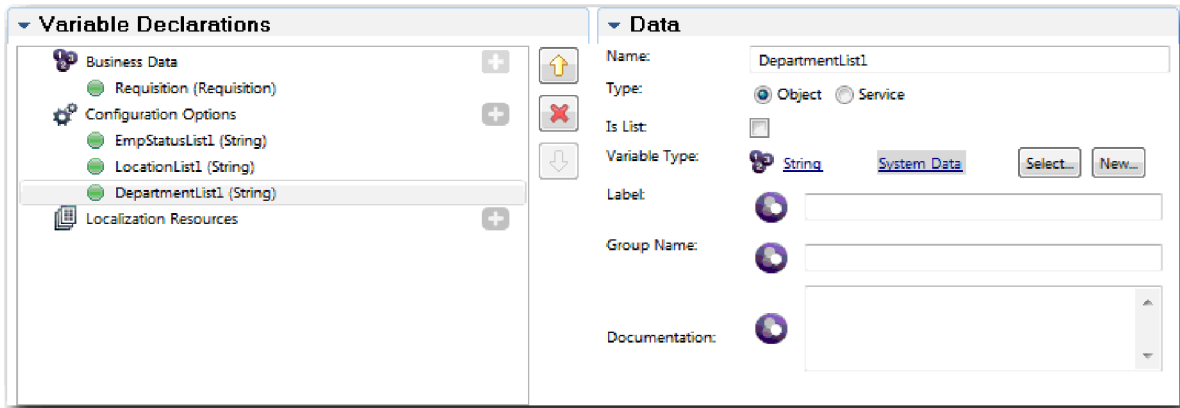 Variable Declarations
Business Data
Requisition (Requisition)
Configuration Options
EmpStatusList1 (String)
LocationList1 (String)
DepartmentList1 (String)
Localization Resources
Data
Name: DepartmentList1
Type: Object Service
Is List:
Variable Type: String System Data Select... New...
Label:
Group Name:
Documentation: